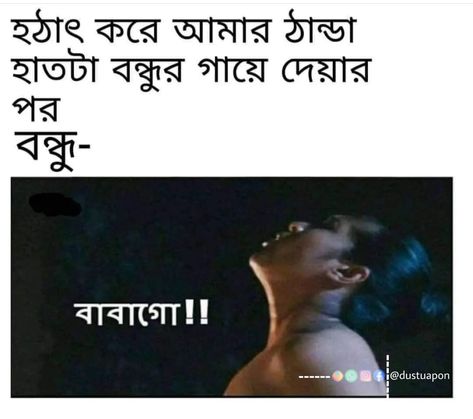 হঠাৎ করে আমার ঠান্ডা
হাতটা বন্ধুর গায়ে দেয়ার
পর
বন্ধু-
বাবাগো!!
@dustuapon